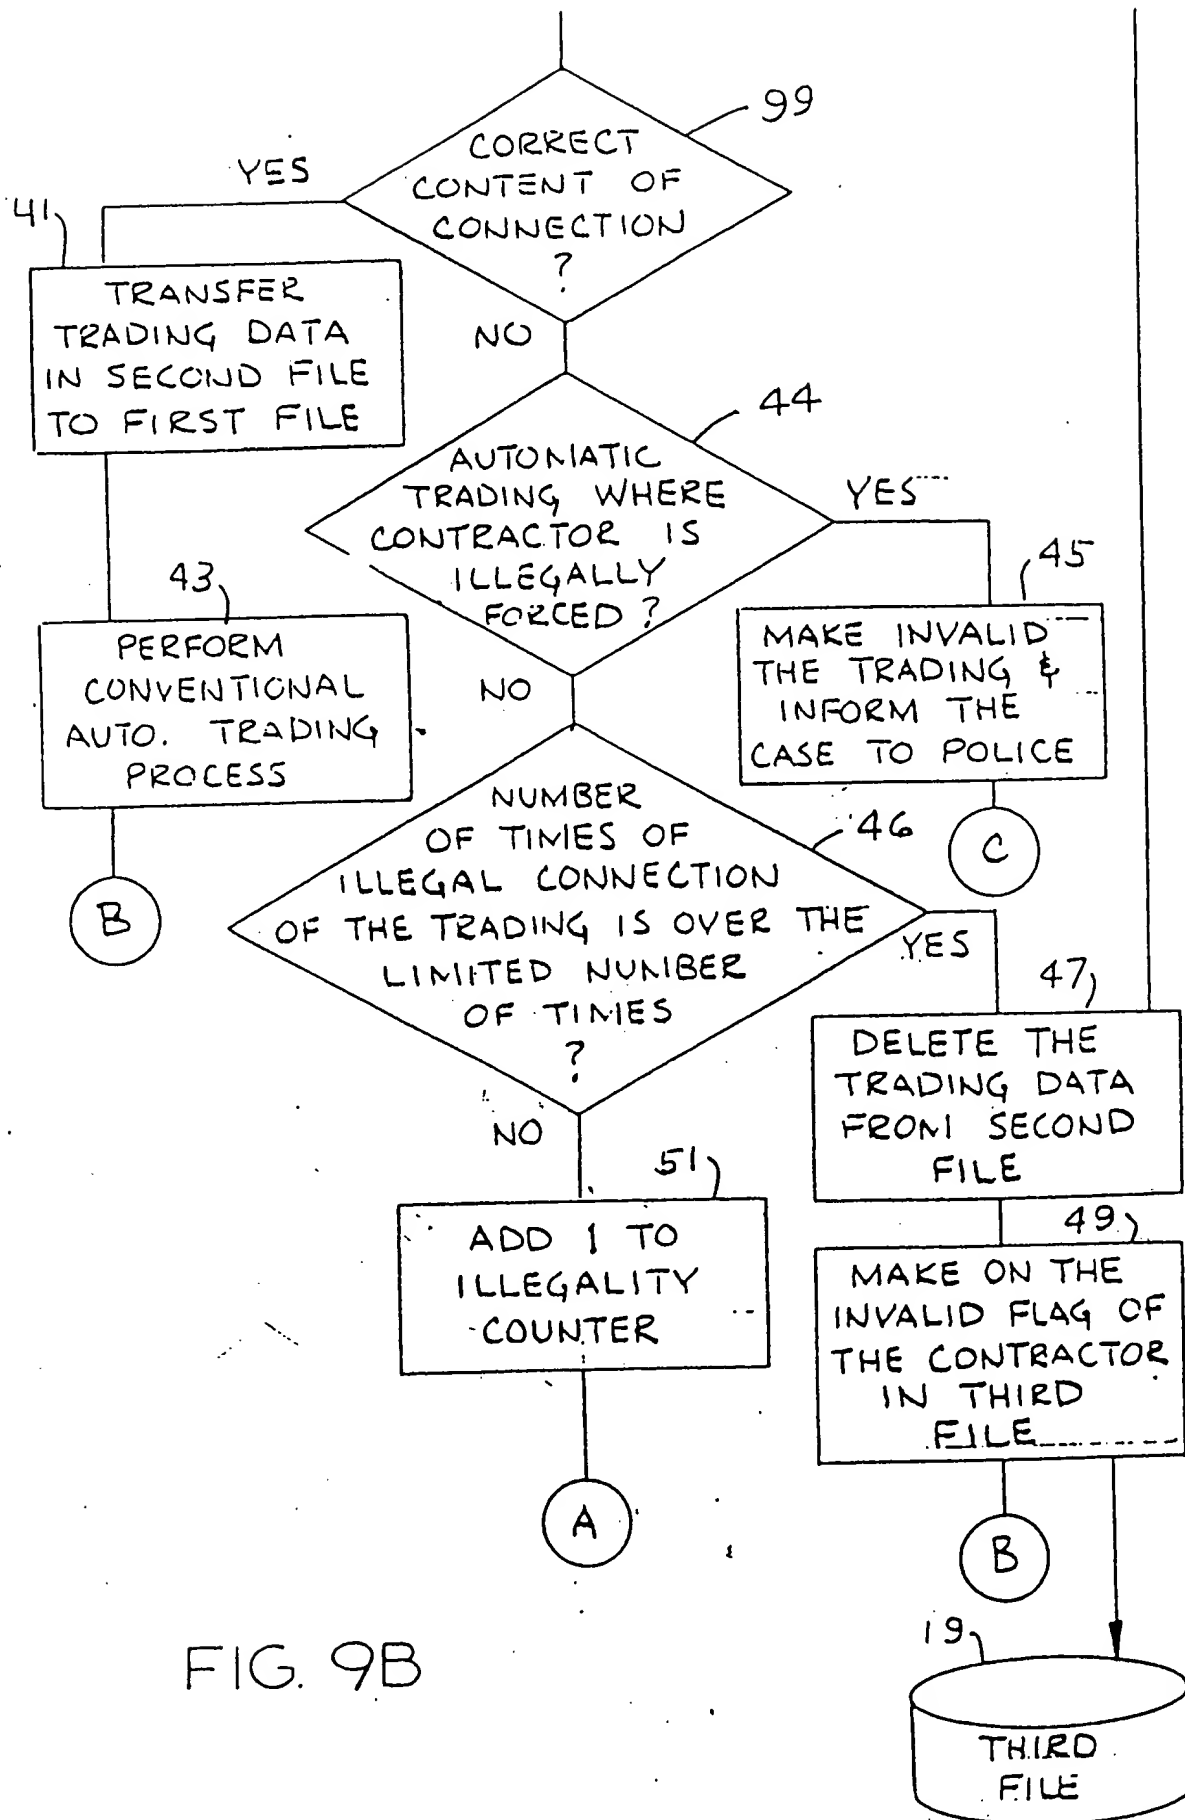 99
CORRECT
CONTENT OF
CONNECTION
?
YES
NO
41
TRANSFER
TRADING DATA
IN SECOND FILE
TO FIRST FILE
44
AUTOMATIC
TRADING WHERE
CONTRACTOR IS
ILLEGALLY
FORCED ?
YES
NO
43
PERFORM
CONVENTIONAL
AUTO. TRADING
PROCESS
B
45
MAKE INVALID
THE TRADING &
INFORM THE
CASE TO POLICE
C
46
NUMBER
OF TIMES OF
ILLEGAL CONNECTION
OF THE TRADING IS OVER THE
LIMITED NUMBER
OF TIMES
?
YES
NO
47
DELETE THE
TRADING DATA
FROM SECOND
FILE
51
ADD 1 TO
ILLEGALITY
COUNTER
A
49
MAKE ON THE
INVALID FLAG OF
THE CONTRACTOR
IN THIRD
FILE
B
19
THIRD
FILE
FIG. 9B